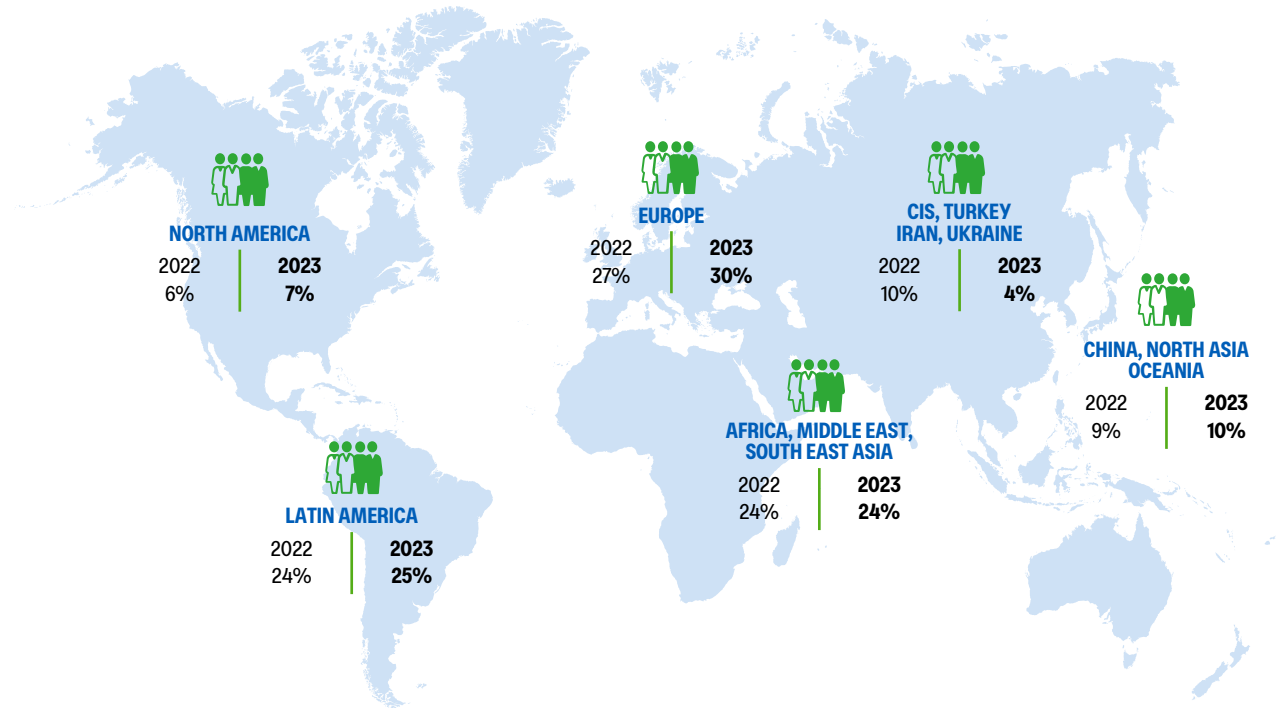 NORTH AMERICA
2022 2023
6% 7%
EUROPE
2022 2023
27% 30%
CIS, TURKEY
IRAN, UKRAINE
2022 2023
10% 4%
CHINA, NORTH ASIA
OCEANIA
2022 2023
9% 10%
AFRICA, MIDDLE EAST,
SOUTH EAST ASIA
2022 2023
24% 24%
LATIN AMERICA
2022 2023
24% 25%